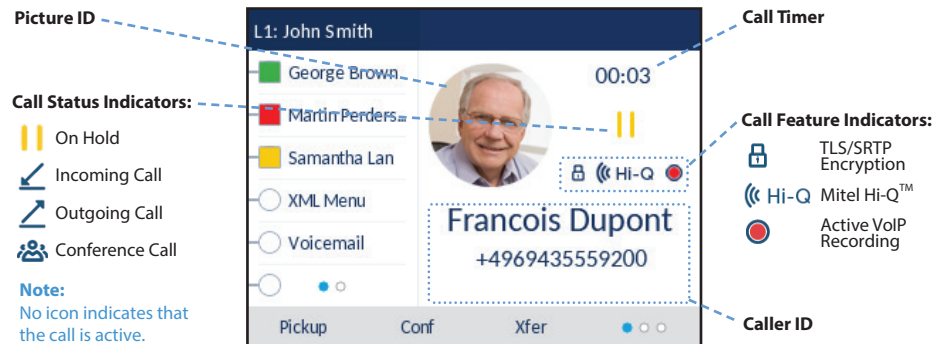 Picture ID
Call Status Indicators:
On Hold
Incoming Call
Outgoing Call
Conference Call
Note:
No icon indicates that
the call is active.
L1: John Smith
George Brown
Martin Perders..
Samantha Lan
XML Menu
Voicemail
00:03
Hi-Q
Francois Dupont
+4969435559200
Pickup Conf Xfer
Call Timer
Call Feature Indicators:
TLS/SRTP
Encryption
Hi-Q Mitel Hi-Q™
Active VoIP
Recording
Caller ID